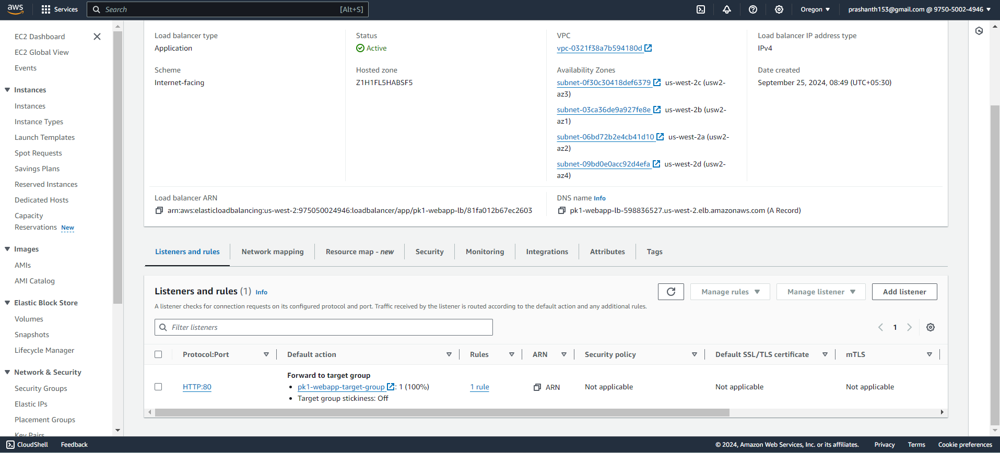 aws
Services
Search
[Alt+S]
Oregon
prashanth153@gmail.com @ 9750-5002-4946
EC2 Dashboard
EC2 Global View
Events
Instances
Instances
Instance Types
Launch Templates
Spot Requests
Savings Plans
Reserved Instances
Dedicated Hosts
Capacity
Reservations New
Images
AMIs
AMI Catalog
Elastic Block Store
Volumes
Snapshots
Lifecycle Manager
Network & Security
Security Groups
Elastic IPs
Placement Groups
Key Pairs
Load balancer type
Application
Status
Active
VPC
vpc-0321f38a7b594180d
Load balancer IP address type
IPv4
Scheme
Internet-facing
Hosted zone
Z1H1FL5HABSF5
Availability Zones
subnet-0f30c30418def6379 us-west-2c (usw2-
az3)
subnet-03ca36de9a927fe8e us-west-2b (usw2-
az1)
subnet-06bd72b2e4cb41d10 us-west-2a (usw2-
az2)
subnet-09bd0e0acc92d4efa us-west-2d (usw2-
az4)
Date created
September 25, 2024, 08:49 (UTC+05:30)
Load balancer ARN
arn:aws:elasticloadbalancing:us-west-2:975050024946:loadbalancer/app/pk1-webapp-lb/81fa012b67ec2603
DNS name Info
pk1-webapp-lb-598836527.us-west-2.elb.amazonaws.com (A Record)
Listeners and rules
Network mapping
Resource map - new
Security
Monitoring
Integrations
Attributes
Tags
Listeners and rules (1) Info
Manage rules
Manage listener
Add listener
A listener checks for connection requests on its configured protocol and port. Traffic received by the listener is routed according to the default action and any additional rules.
Filter listeners
1
Protocol:Port
Default action
Rules
ARN
Security policy
Default SSL/TLS certificate
mTLS
HTTP:80
Forward to target group
• pk1-webapp-target-group : 1 (100%)
• Target group stickiness: Off
1 rule
ARN
Not applicable
Not applicable
Not applicable
CloudShell
Feedback
© 2024, Amazon Web Services, Inc. or its affiliates.
Privacy
Terms
Cookie preferences